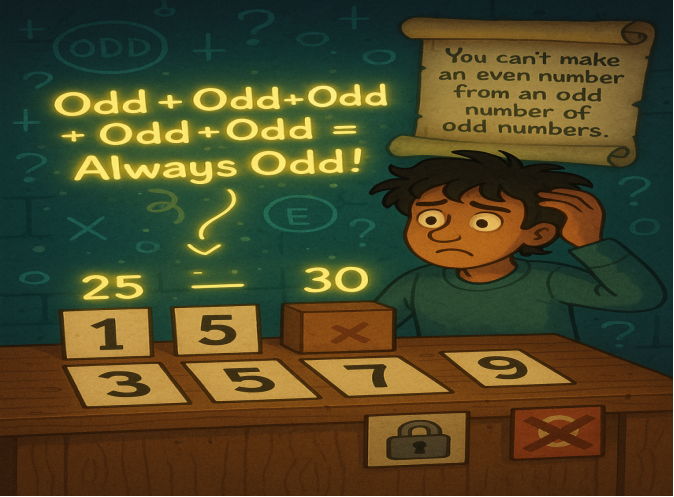 ODD
You can't make
an even number
from an odd
number of
odd numbers.
Odd + Odd+Odd
+ Odd+Odd =
Always Odd!
E
25 — 30
1 5 ×
3 5 7 9